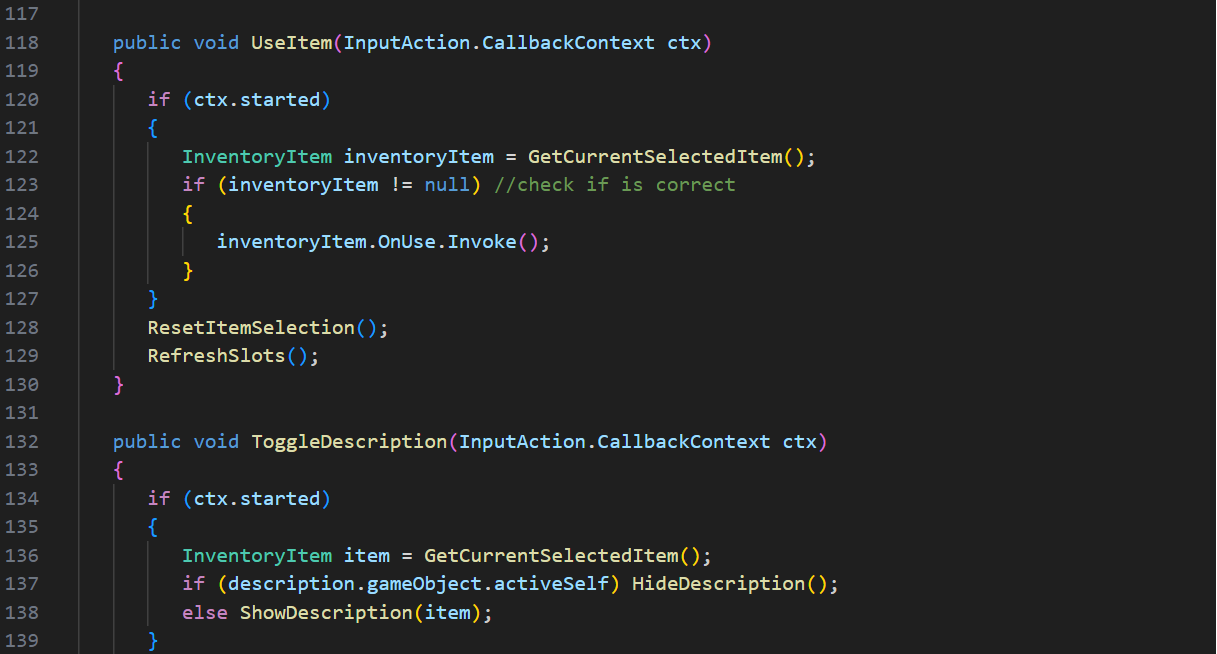 117
118 public void UseItem(InputAction.CallbackContext ctx)
119 {
120 if (ctx.started)
121 {
122 InventoryItem inventoryItem = GetCurrentSelectedItem();
123 if (inventoryItem != null) //check if is correct
124 {
125 inventoryItem.OnUse.Invoke();
126 }
127 }
128 ResetItemSelection();
129 RefreshSlots();
130 }
131
132 public void ToggleDescription(InputAction.CallbackContext ctx)
133 {
134 if (ctx.started)
135 {
136 InventoryItem item = GetCurrentSelectedItem();
137 if (description.gameObject.activeSelf) HideDescription();
138 else ShowDescription(item);
139 }